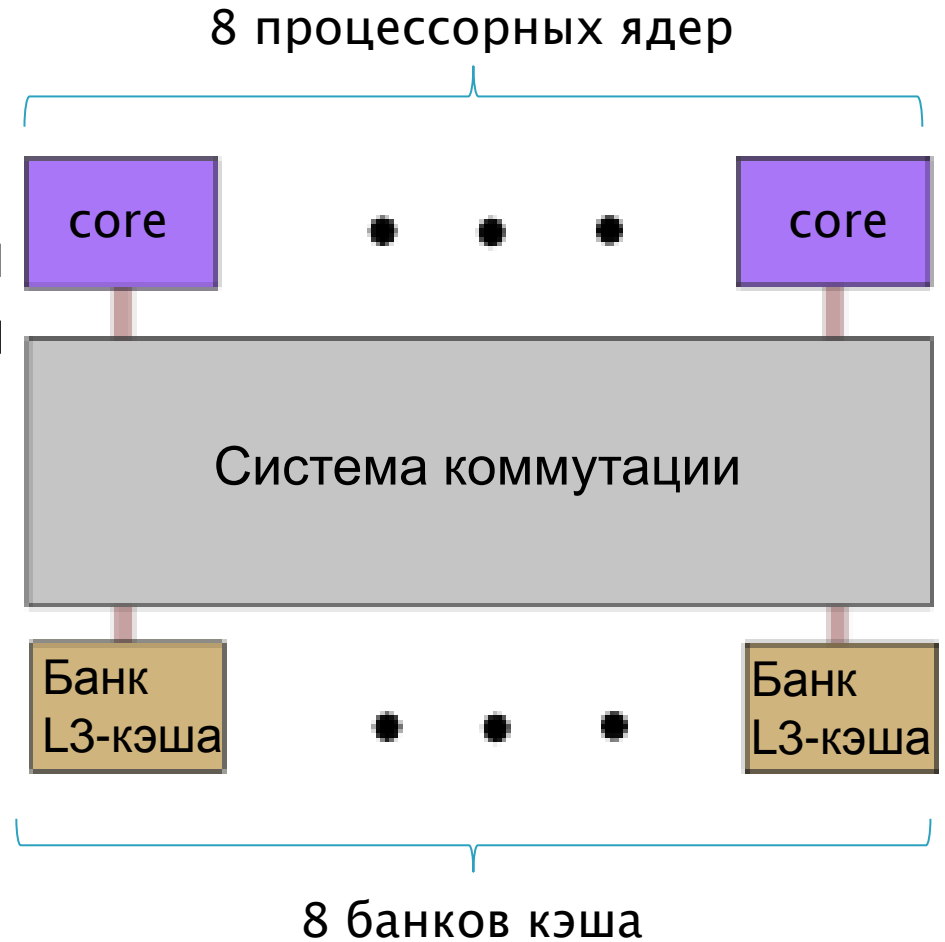 8 процессорных ядер
core
core
Система коммутации
Банк
L3-кэша
Банк
L3-кэша
8 банков кэша